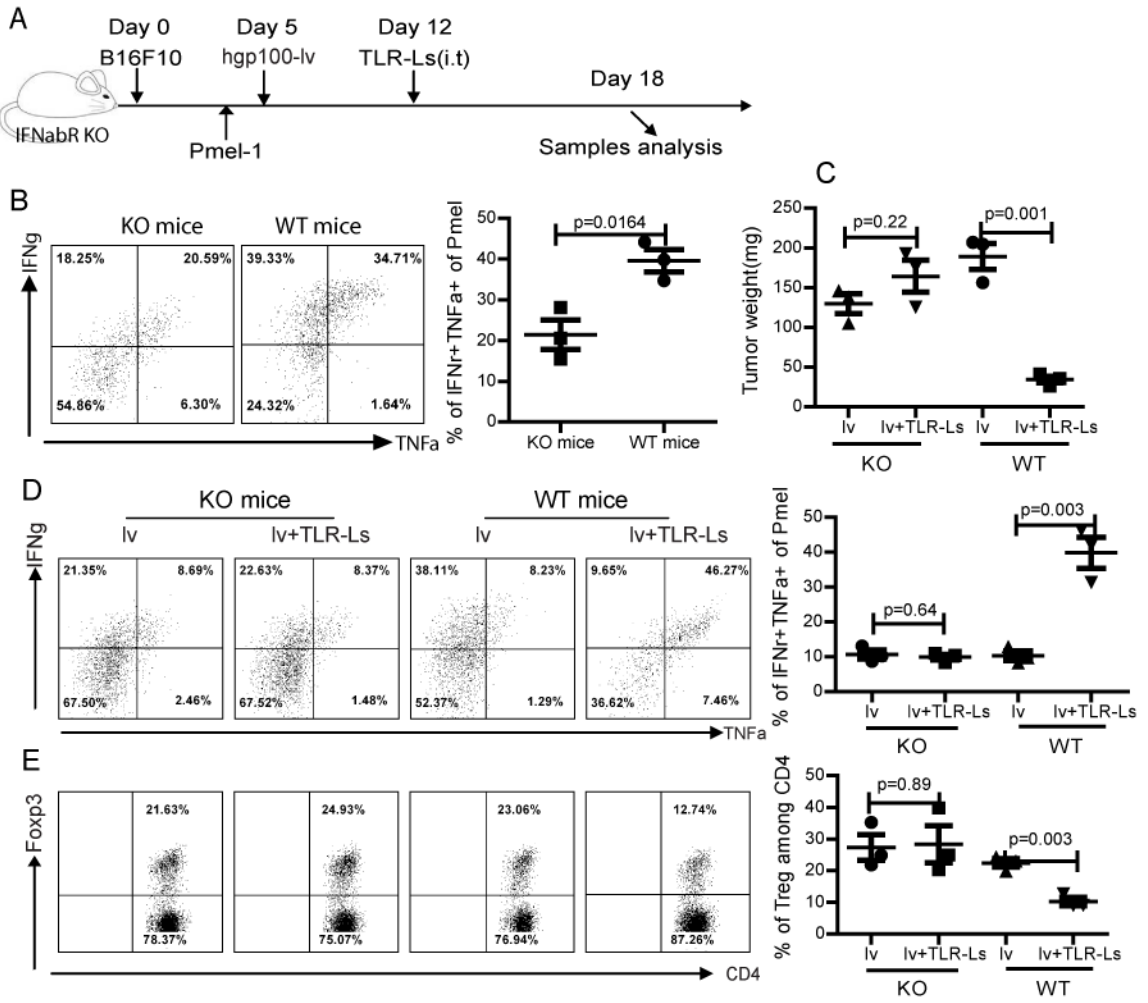 A
Day 0
B16F10
Day 5
hgp100-lv
Day 12
TLR-Ls(i.t)
Day 18
IFNabR KO
Pmel-1
Samples analysis
B
KO mice
WT mice
IFNg
18.25%
20.59%
54.86%
6.30%
39.33%
34.71%
24.32%
1.64%
TNFa
% of IFNr+TNFa+ of Pmel
50
40
30
20
10
0
p=0.0164
KO mice
WT mice
C
Tumor weight(mg)
250
200
150
100
50
0
p=0.22
p=0.001
lv
lv+TLR-Ls
lv
lv+TLR-Ls
KO
WT
D
KO mice
WT mice
lv
lv+TLR-Ls
lv
lv+TLR-Ls
IFNg
21.35%
8.69%
67.50%
2.46%
22.63%
8.37%
67.52%
1.48%
38.11%
8.23%
52.37%
1.29%
9.65%
46.27%
36.62%
7.46%
TNFa
% of IFNr+TNFa+ of Pmel
50
40
30
20
10
0
p=0.64
p=0.003
lv
lv+TLR-Ls
lv
lv+TLR-Ls
KO
WT
E
Foxp3
21.63%
78.37%
24.93%
75.07%
23.06%
76.94%
12.74%
87.26%
CD4
% of Treg among CD4
50
40
30
20
10
0
p=0.89
p=0.003
lv
lv+TLR-Ls
lv
lv+TLR-Ls
KO
WT